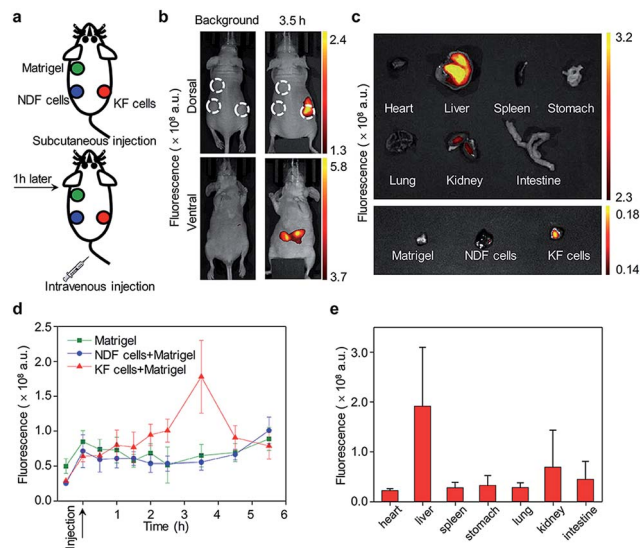 a
Matrigel
NDF cells
KF cells
Subcutaneous injection
1h later
Intravenous injection
b
Background
3.5 h
Dorsal
Ventral
Fluorescence ( × 10⁸ a.u.)
2.4
1.3
5.8
3.7
c
Fluorescence ( × 10⁸ a.u.)
Heart
Liver
Spleen
Stomach
Lung
Kidney
Intestine
3.2
2.3
Matrigel
NDF cells
KF cells
0.18
0.14
d
Fluorescence ( × 10⁸ a.u.)
2.5
2.0
1.5
1.0
0.5
0.0
Matrigel
NDF cells+Matrigel
KF cells+Matrigel
1 2 3 4 5 6
Time (h)
Injection
e
Fluorescence ( × 10⁸ a.u.)
3.0
2.0
1.0
0.0
heart
liver
spleen
stomach
lung
kidney
intestine